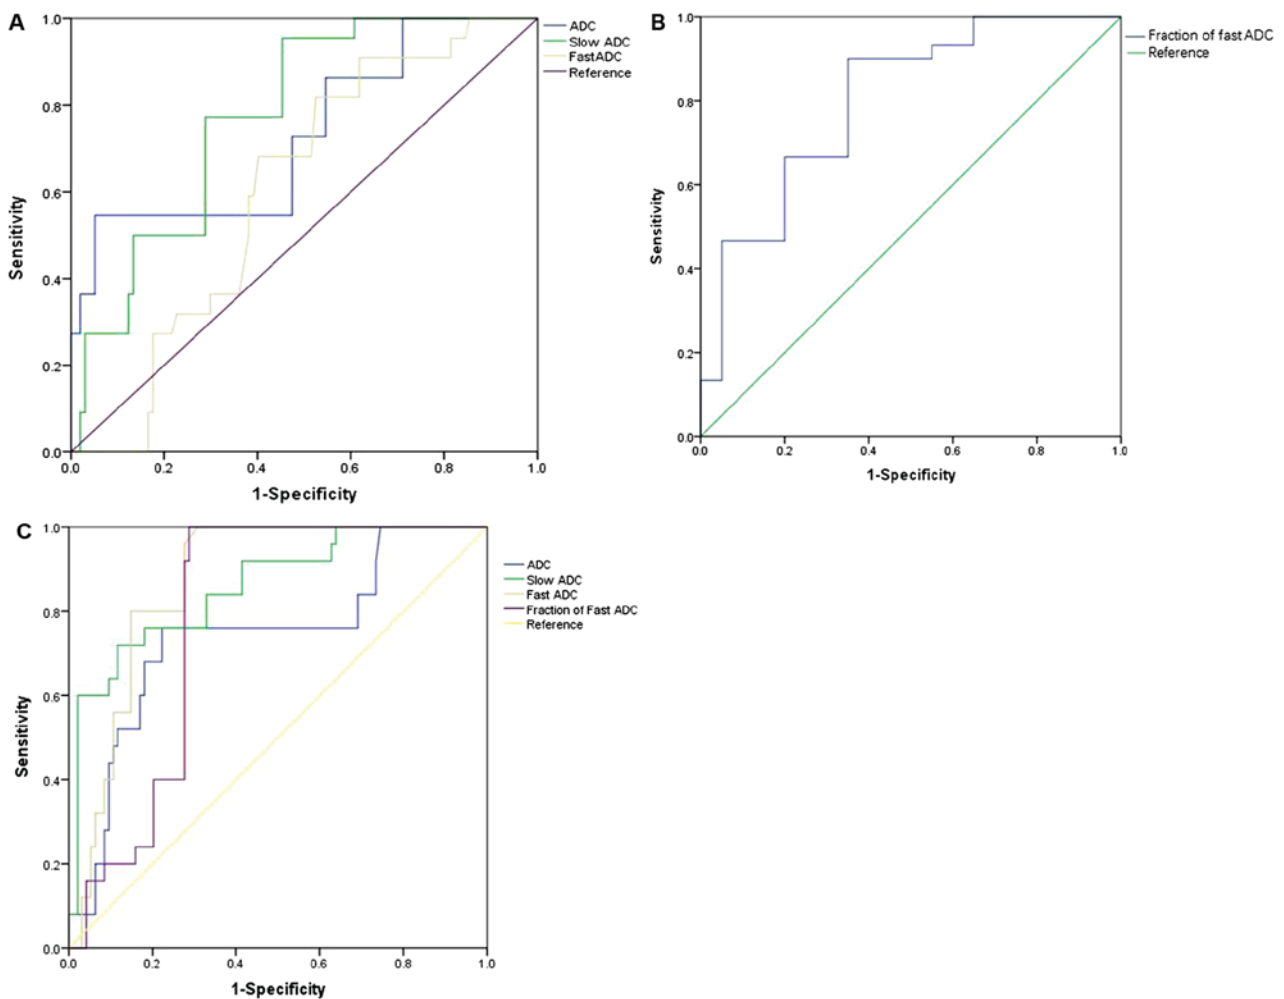 A
1.0
0.8
0.6
0.4
0.2
0.0
Sensitivity
0.0 0.2 0.4 0.6 0.8 1.0
1-Specificity
ADC
Slow ADC
FastADC
Reference
B
1.0
0.8
0.6
0.4
0.2
0.0
Sensitivity
0.0 0.2 0.4 0.6 0.8 1.0
1-Specificity
Fraction of fast ADC
Reference
C
1.0
0.8
0.6
0.4
0.2
0.0
Sensitivity
0.0 0.2 0.4 0.6 0.8 1.0
1-Specificity
ADC
Slow ADC
Fast ADC
Fraction of Fast ADC
Reference